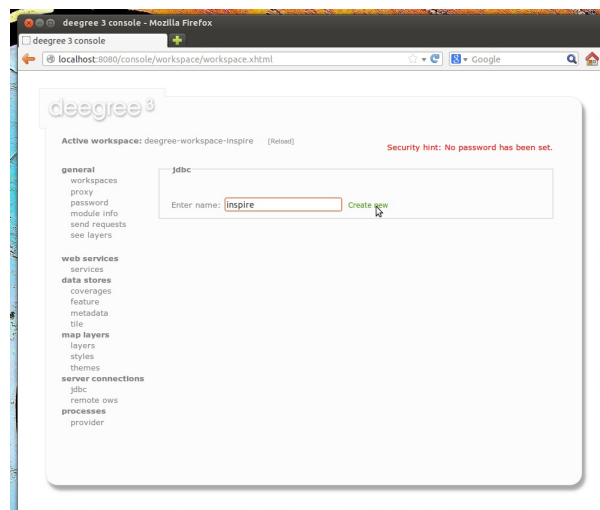 deegree 3 console - Mozilla Firefox
deegree 3 console
localhost:8080/console/workspace/workspace.xhtml
Google
deegree 3
Active workspace: deegree-workspace-inspire [Reload]
Security hint: No password has been set.
general
workspaces
proxy
password
module info
send requests
see layers
web services
services
data stores
coverages
feature
metadata
tile
map layers
layers
styles
themes
server connections
jdbc
remote ows
processes
provider
jdbc
Enter name: inspire Create new